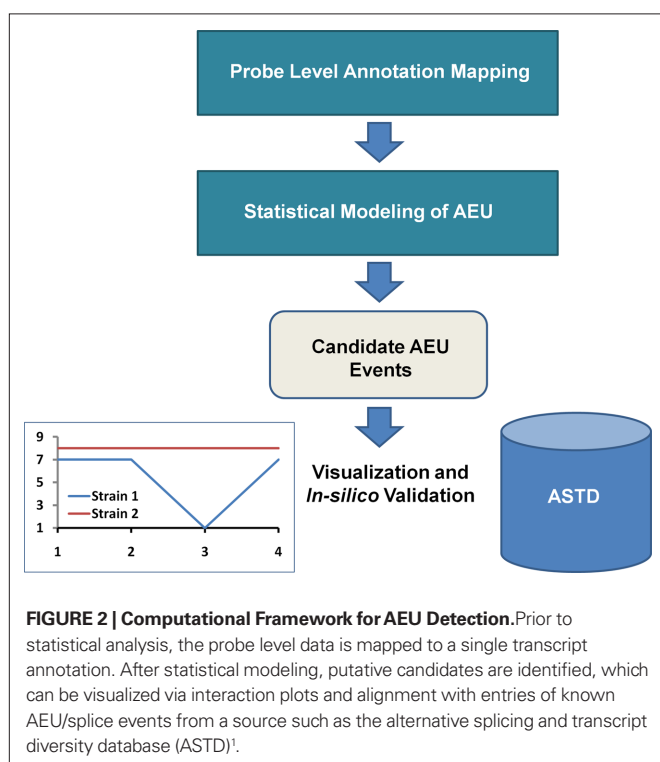 Probe Level Annotation Mapping
Statistical Modeling of AEU
Candidate AEU
Events
9
7
5
3
1
Strain 1
Strain 2
1 2 3 4
Visualization and
In-silico Validation
ASTD
FIGURE 2 | Computational Framework for AEU Detection.Prior to
statistical analysis, the probe level data is mapped to a single transcript
annotation. After statistical modeling, putative candidates are identified, which
can be visualized via interaction plots and alignment with entries of known
AEU/splice events from a source such as the alternative splicing and transcript
diversity database (ASTD)¹.